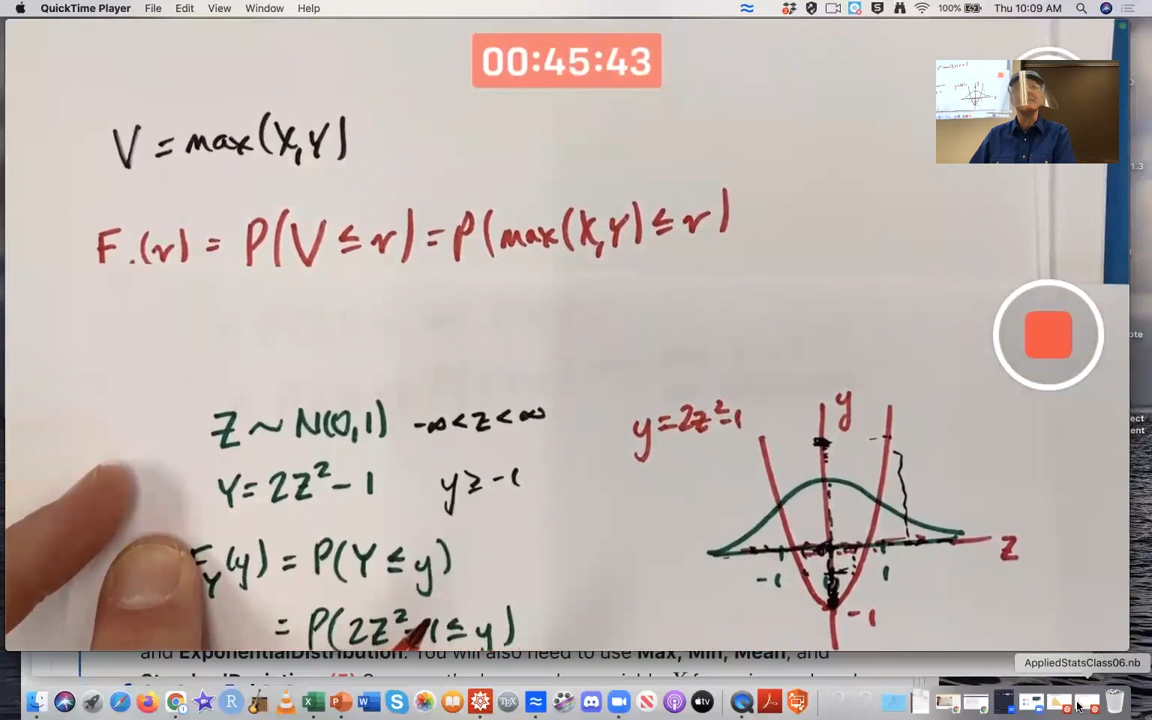 QuickTime Player File Edit View Window Help 100% Thu 10:09 AM
00:45:43
V = max(X,Y)
F.(r) = P(V ≤ r) = P(max(X,Y) ≤ r)
Z ~ N(0,1) -∞ < z < ∞
Y = 2Z² - 1 y ≥ -1
F_Y(y) = P(Y ≤ y)
= P(2Z² - 1 ≤ y)
y = 2z² - 1
y
z
-1 1
-1
and ExponentialDistribution. You will also need to use Max, Min, Mean, and
AppliedStatsClass06.nb